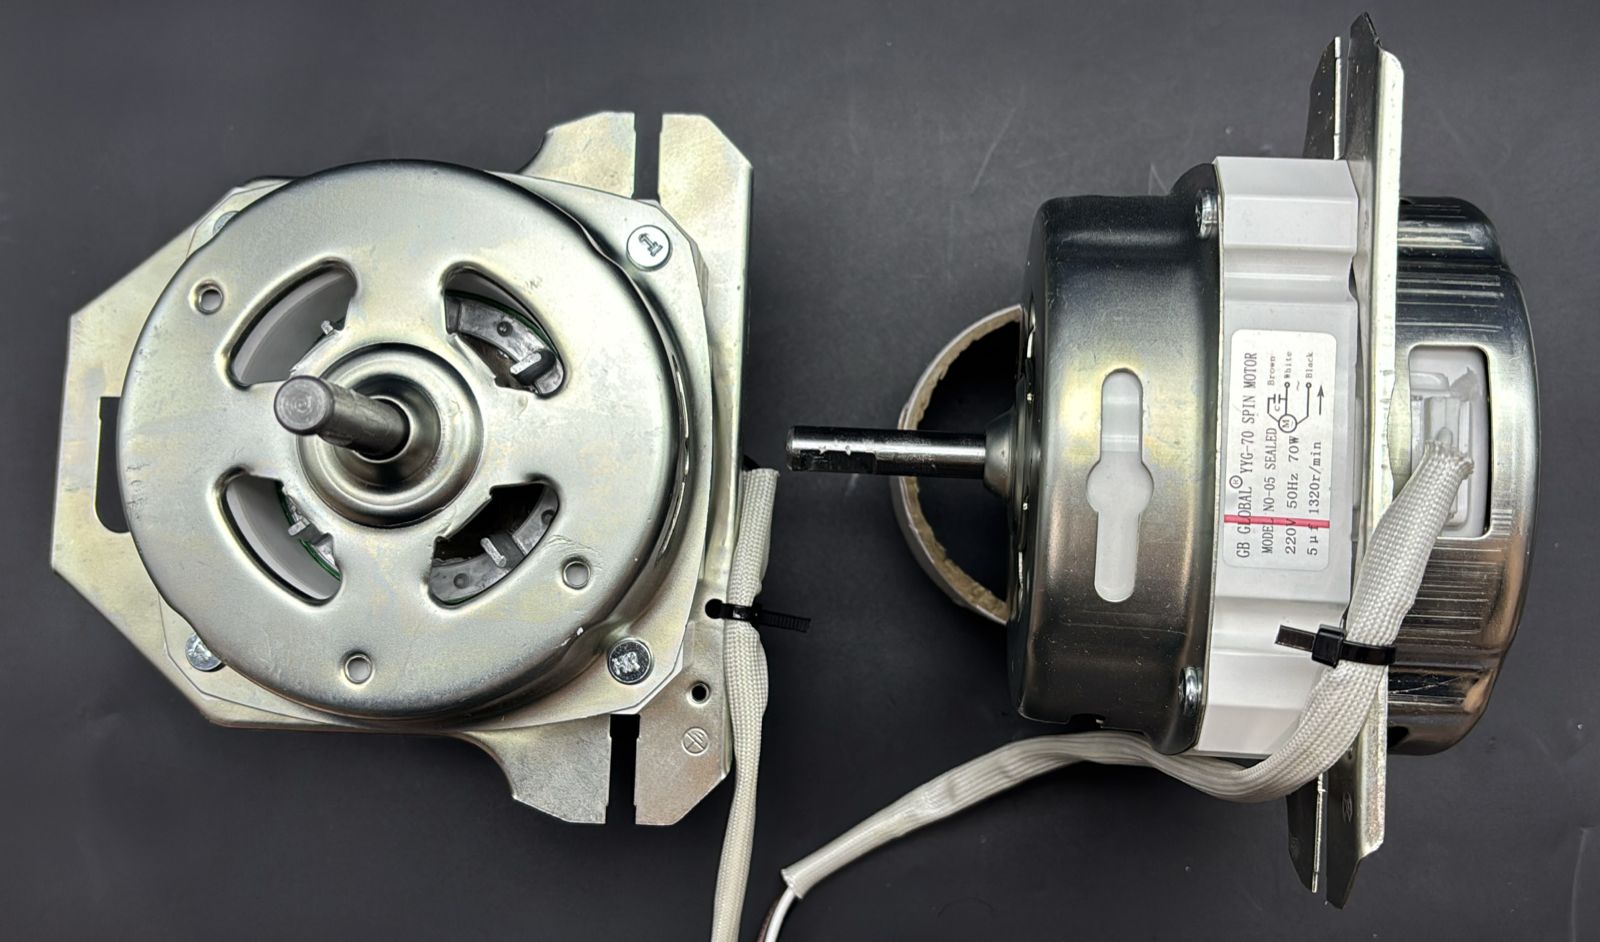 GB GLOBAL® YYG-70 SPIN MOTOR
MODEL NO-05 SEALED
220V 50Hz 70W
5μf 1320r/min
C
M
~
Brown
White
Black